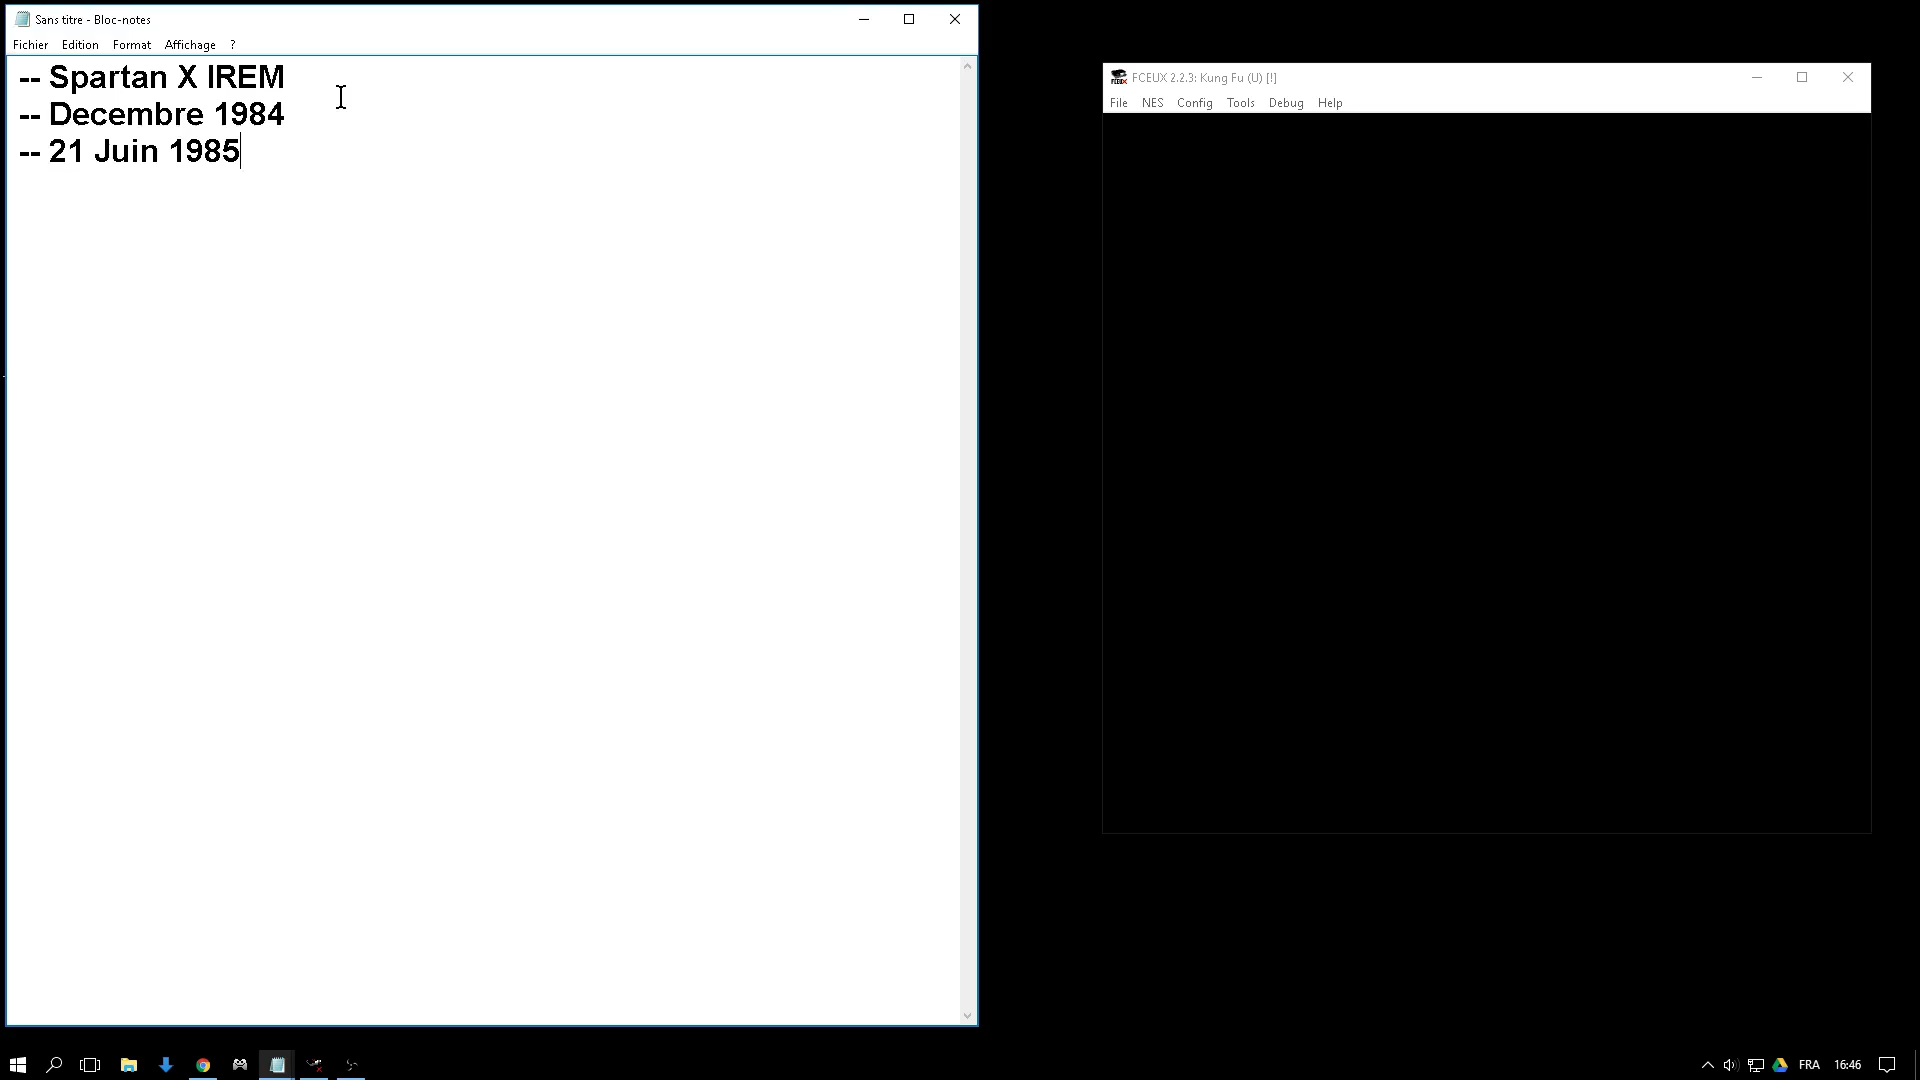 Sans titre - Bloc-notes
Fichier Edition Format Affichage ?
-- Spartan X IREM
-- Decembre 1984
-- 21 Juin 1985
FCEUX 2.2.3: Kung Fu (U) [!]
File NES Config Tools Debug Help
FRA 16:46